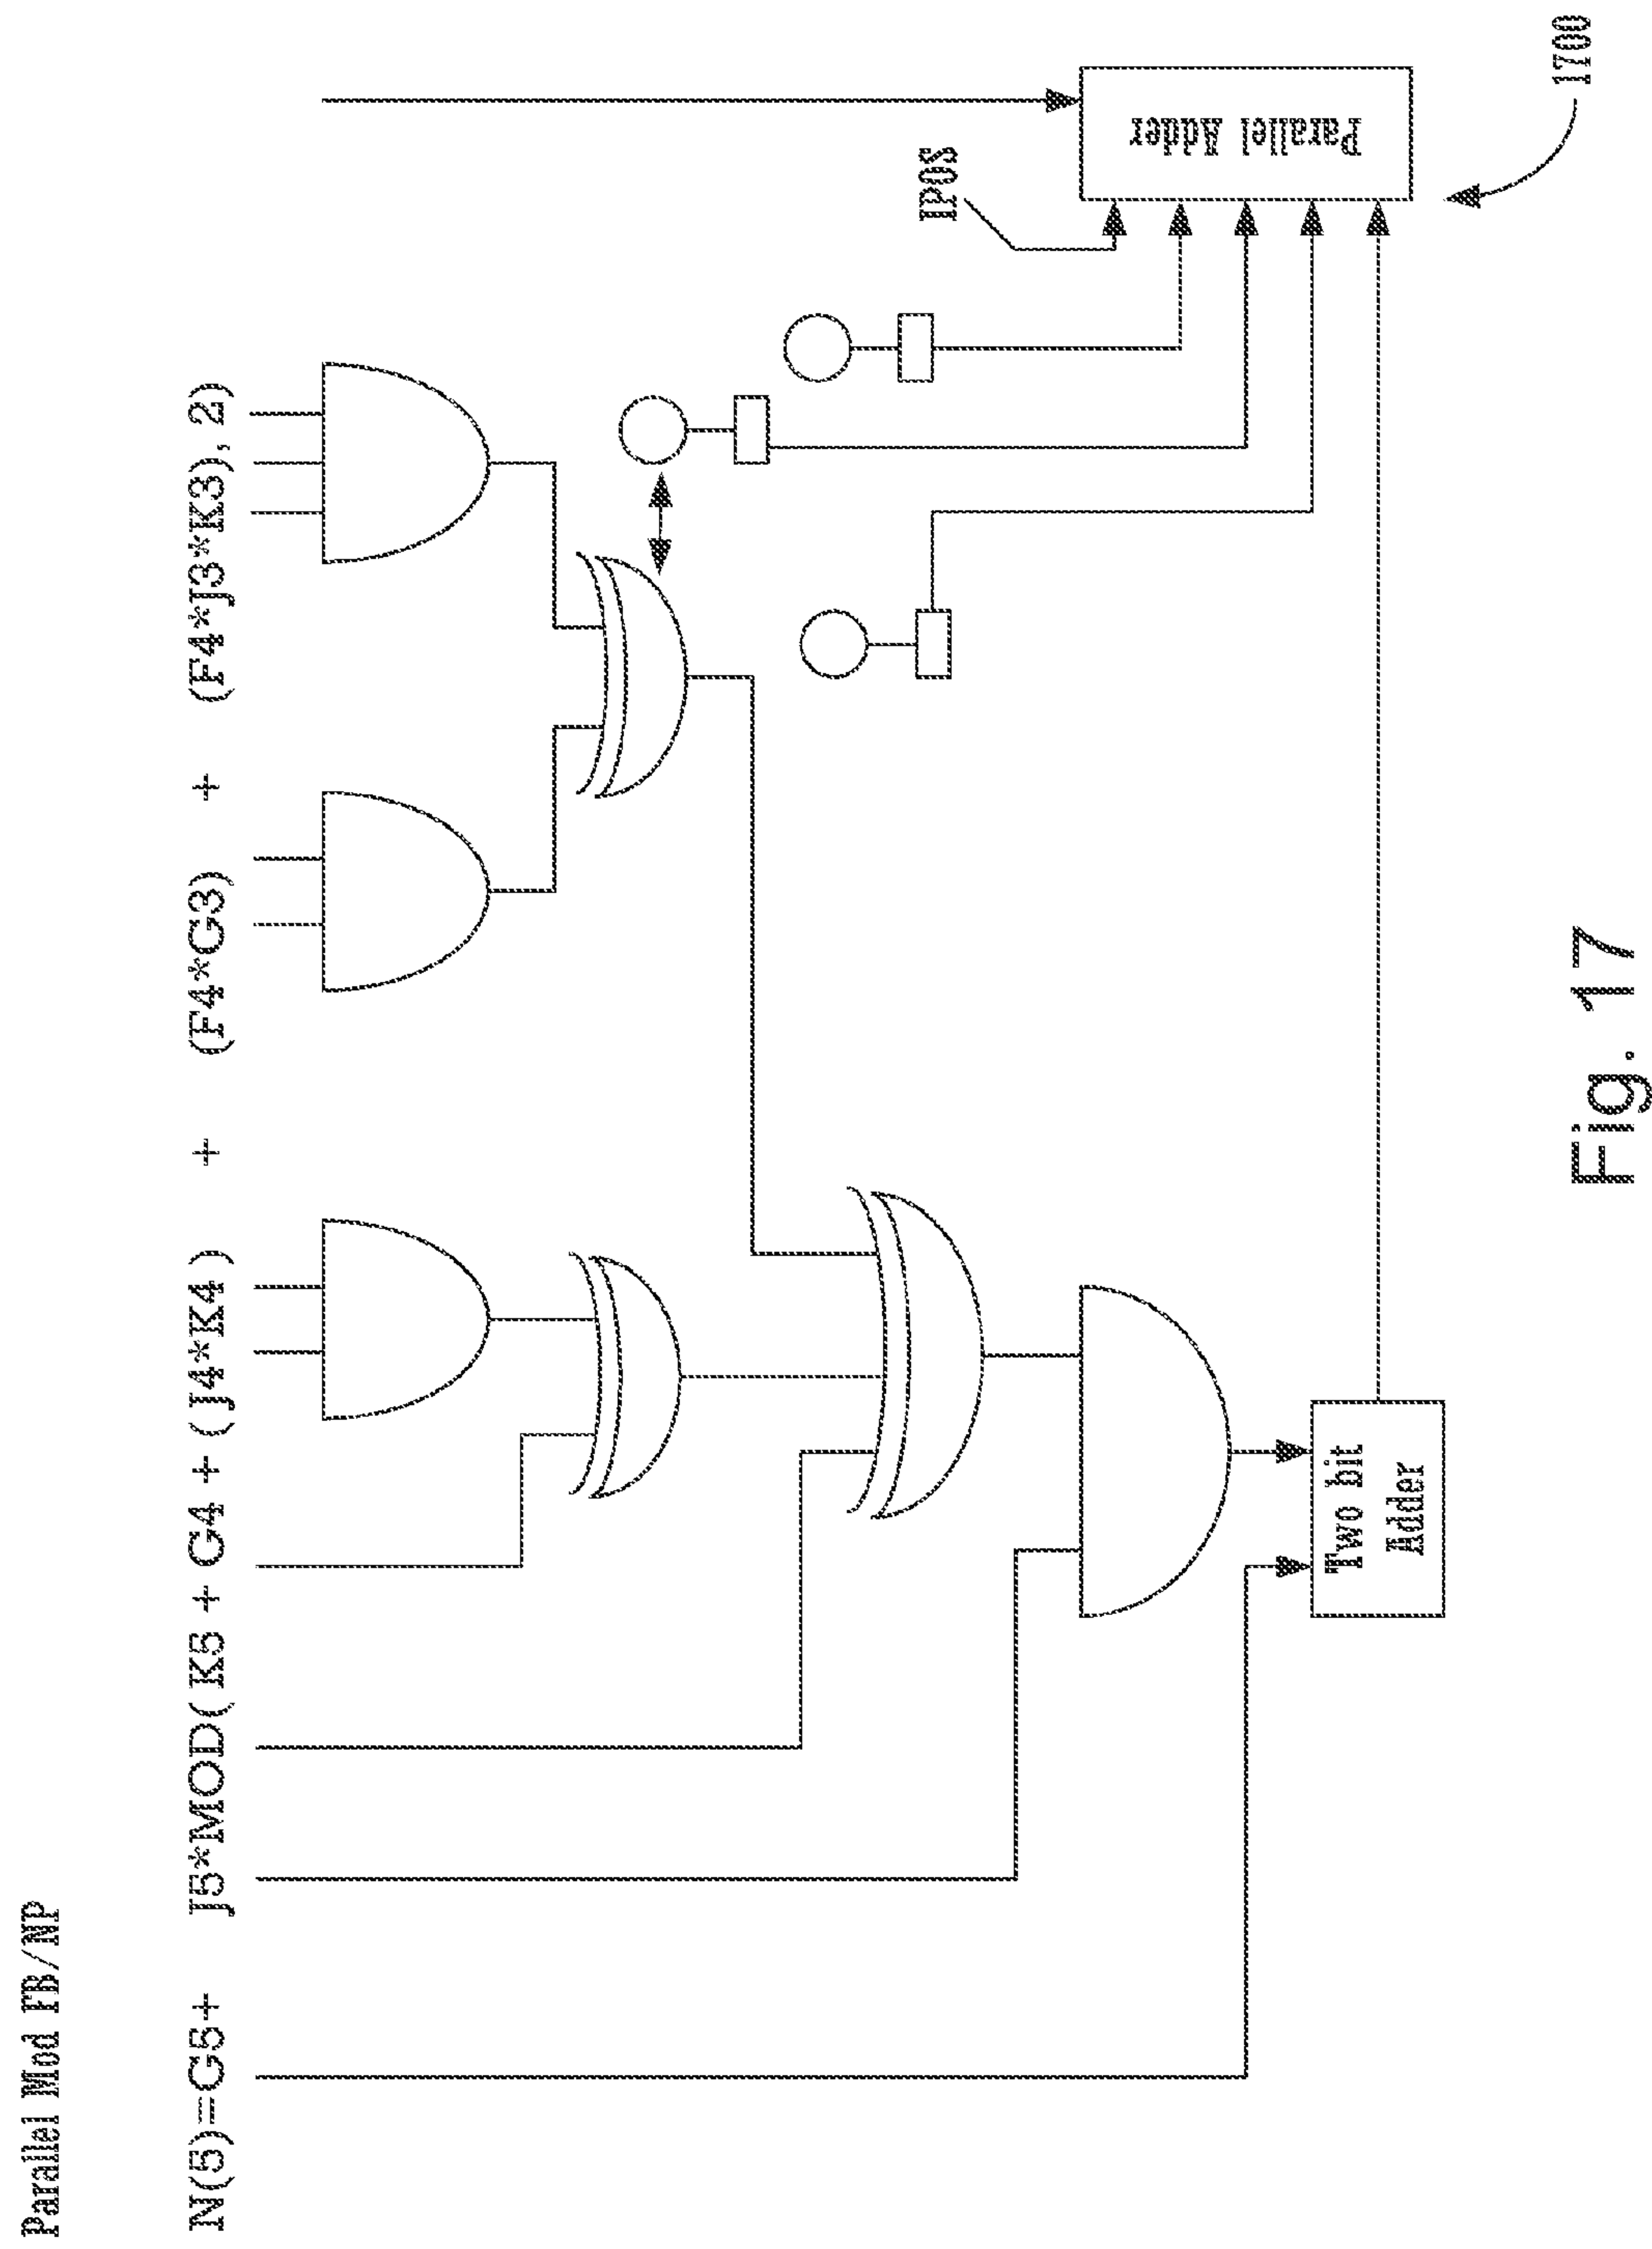 Parallel Mod FB/NP
N(5)=G5+ J5*MOD( K5 + G4 + ( J4*K4 ) + (F4*G3) + (F4*J3*K3), 2)
IPOS
Parallel Adder
Two bit
Adder
1700
Fig. 17